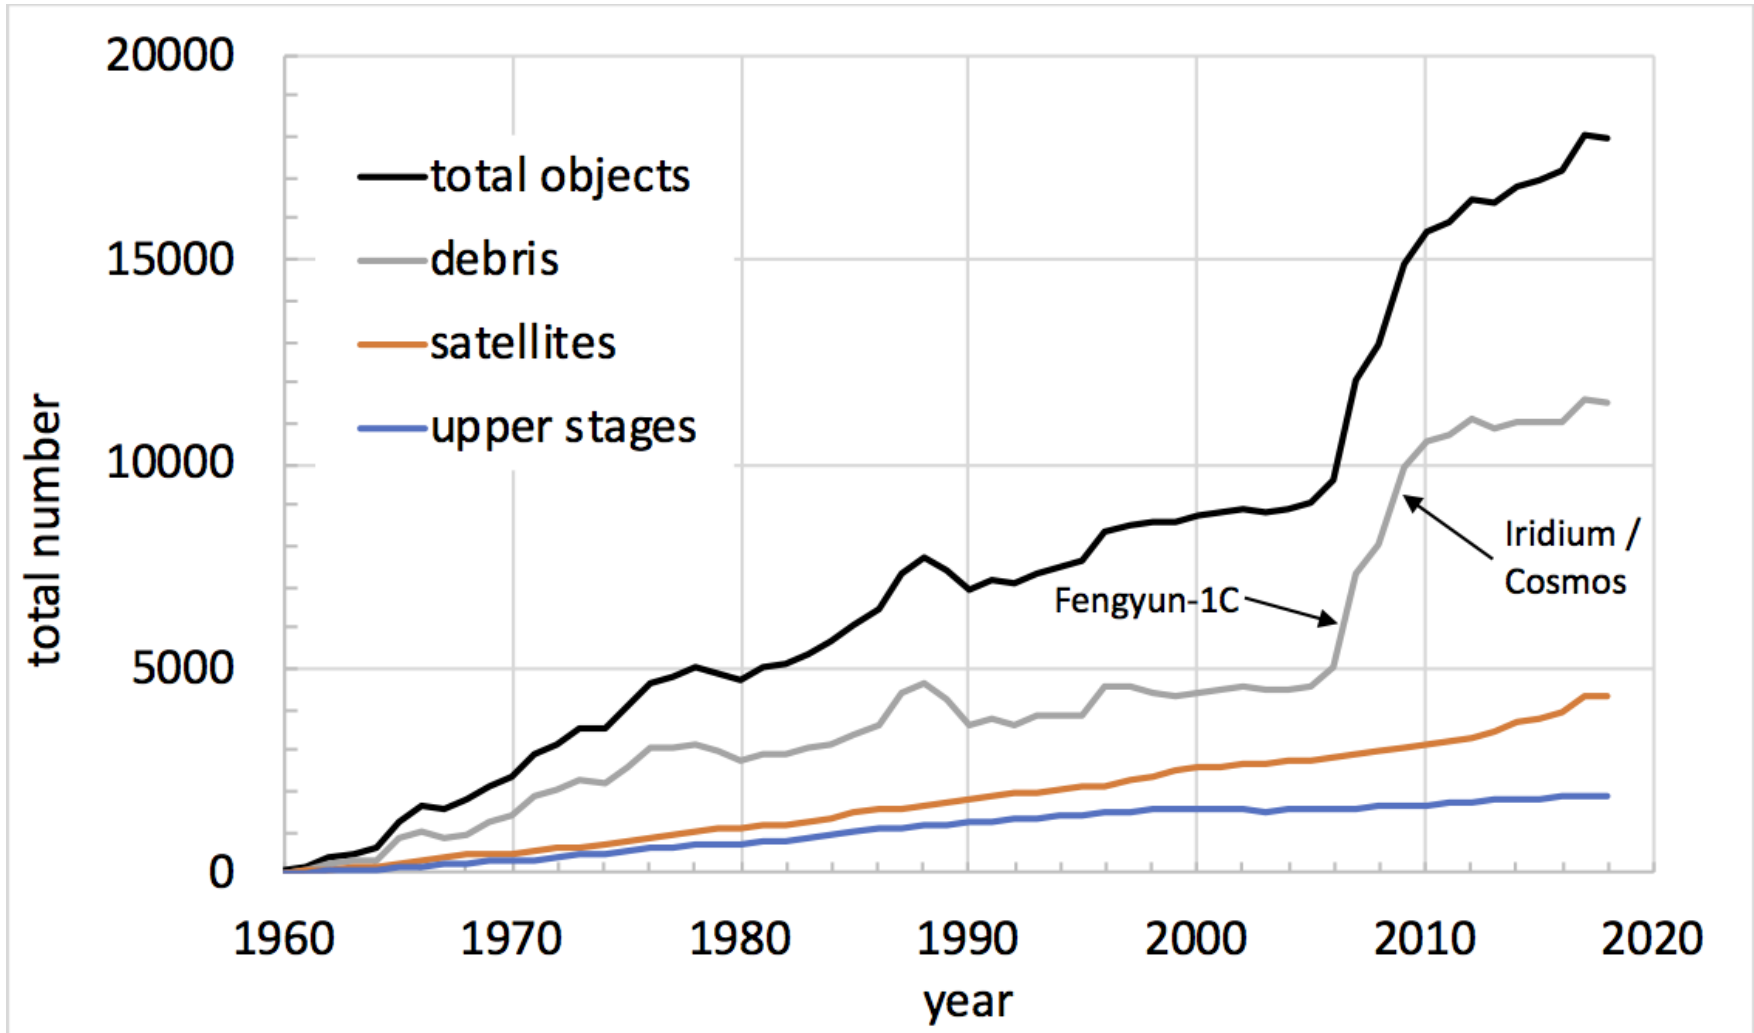 20000
15000
10000
5000
0
total number
total objects
debris
satellites
upper stages
Fengyun-1C
Iridium /
Cosmos
1960 1970 1980 1990 2000 2010 2020
year